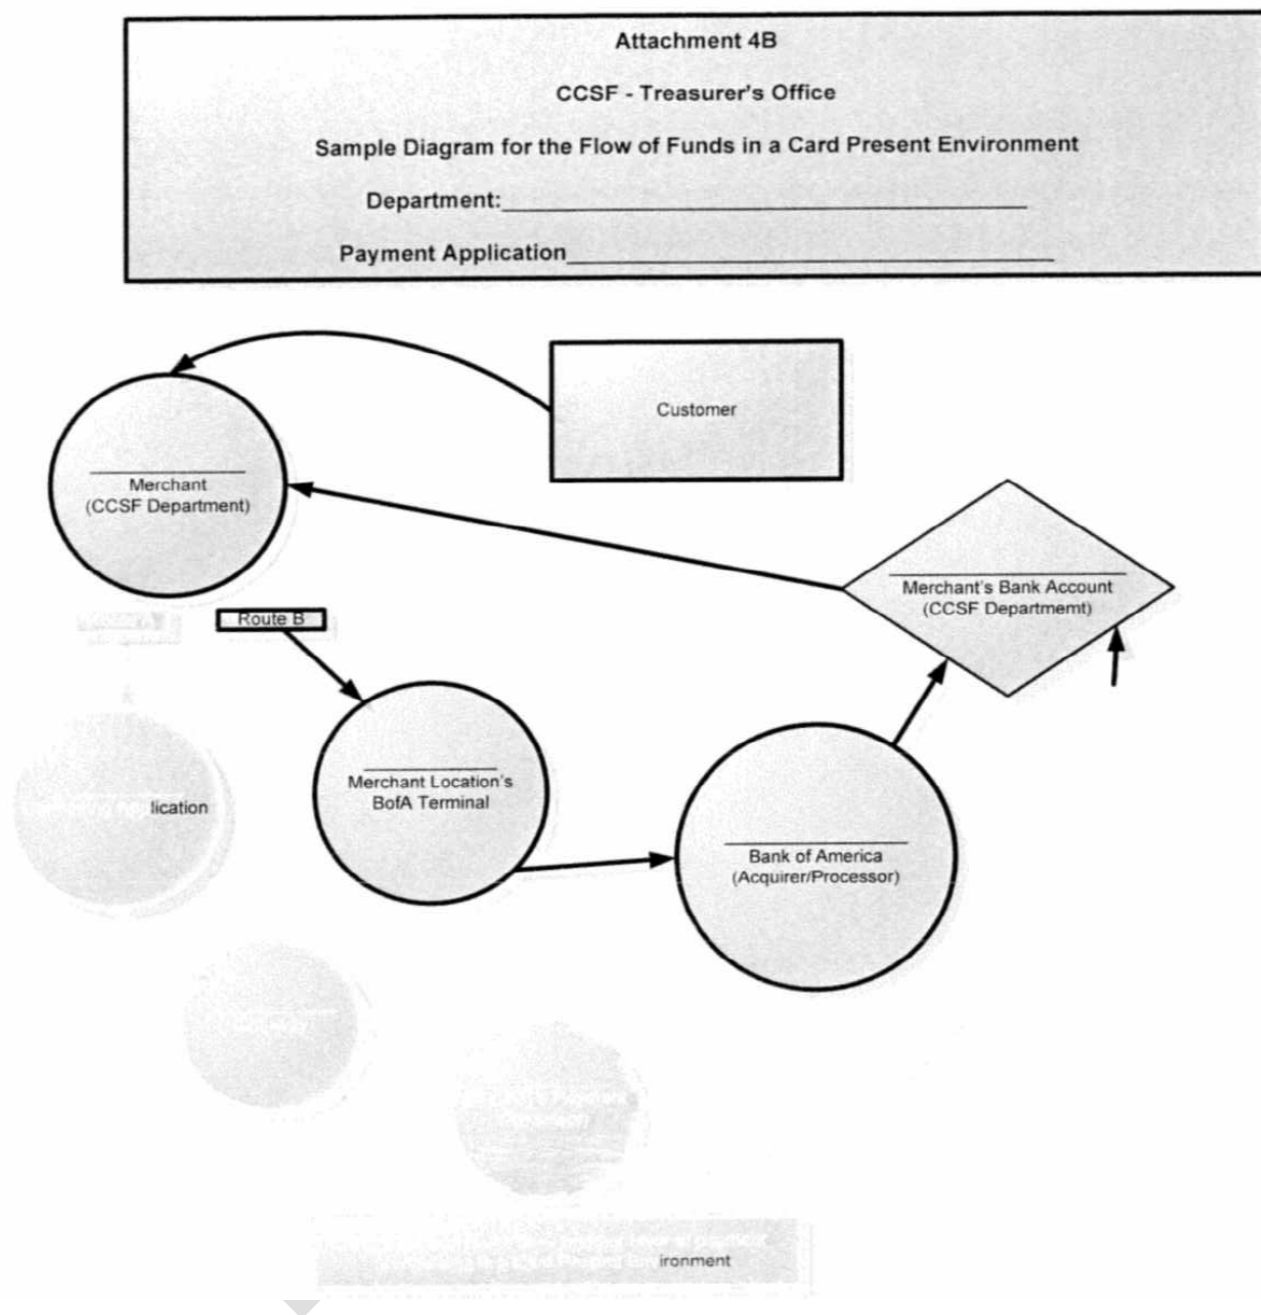 Attachment 4B
CCSF - Treasurer's Office
Sample Diagram for the Flow of Funds in a Card Present Environment
Department:
Payment Application
Customer
Merchant
(CCSF Department)
Merchant's Bank Account
(CCSF Departmemt)
Route B
Merchant Location's
BofA Terminal
lication
Bank of America
(Acquirer/Processor)
ironment